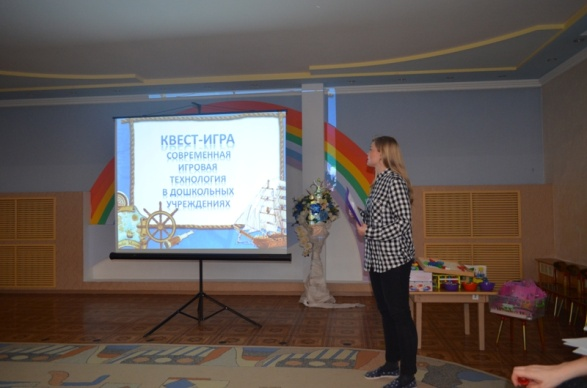 КВЕСТ-ИГРА
СОВРЕМЕННАЯ
ИГРОВАЯ
ТЕХНОЛОГИЯ
В ДОШКОЛЬНЫХ
УЧРЕЖДЕНИЯХ